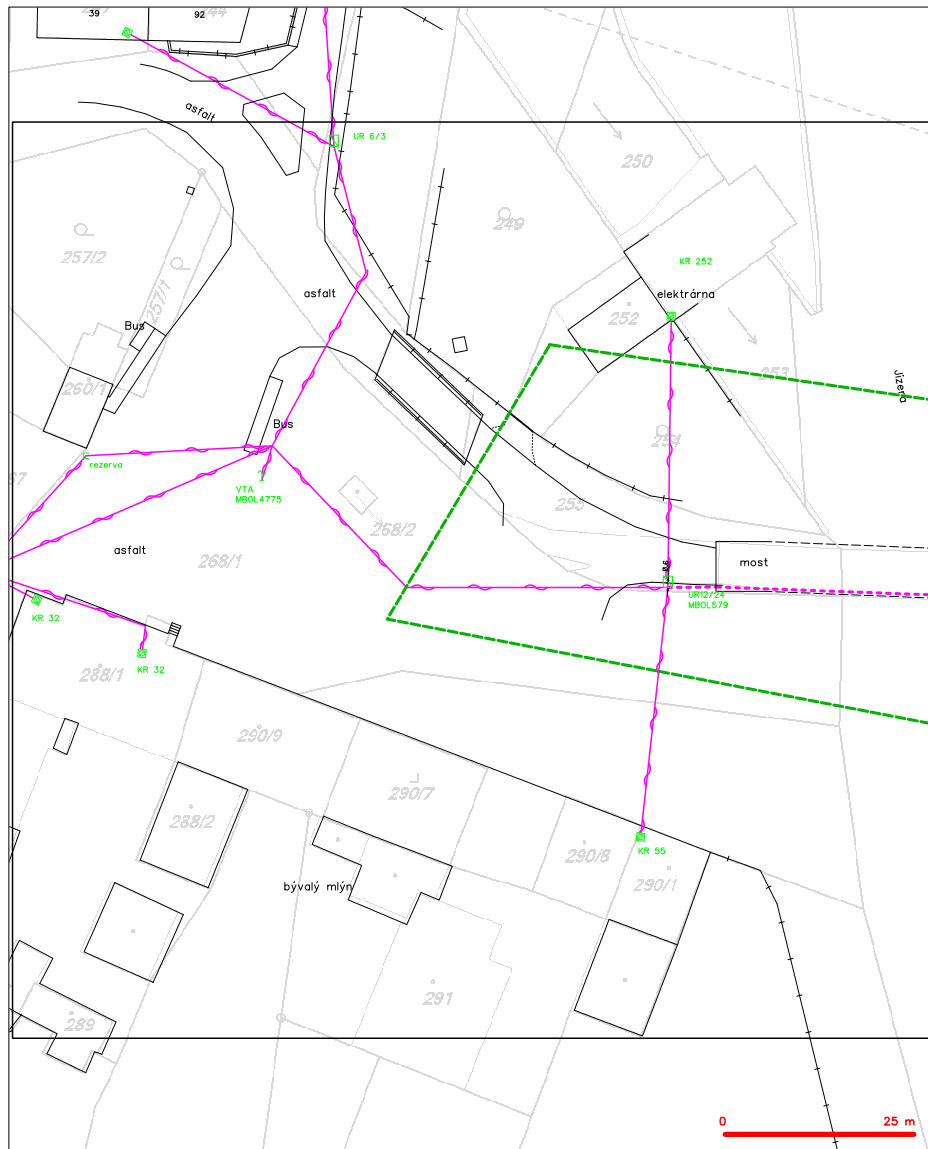 39
92
244
asfalt
UR 6/3
250
249
257/2
KR 252
elektrárna
asfalt
257/1
252
Bus
253
Jizera
260/1
Bus
254
rezerva
VTA
MBOL4775
255
268/2
asfalt
268/1
most
UR12/24
MBOL579
KR 32
KR 32
288/1
290/9
290/7
288/2
KR 55
290/8
290/1
bývalý mlýn
291
289
0
25 m